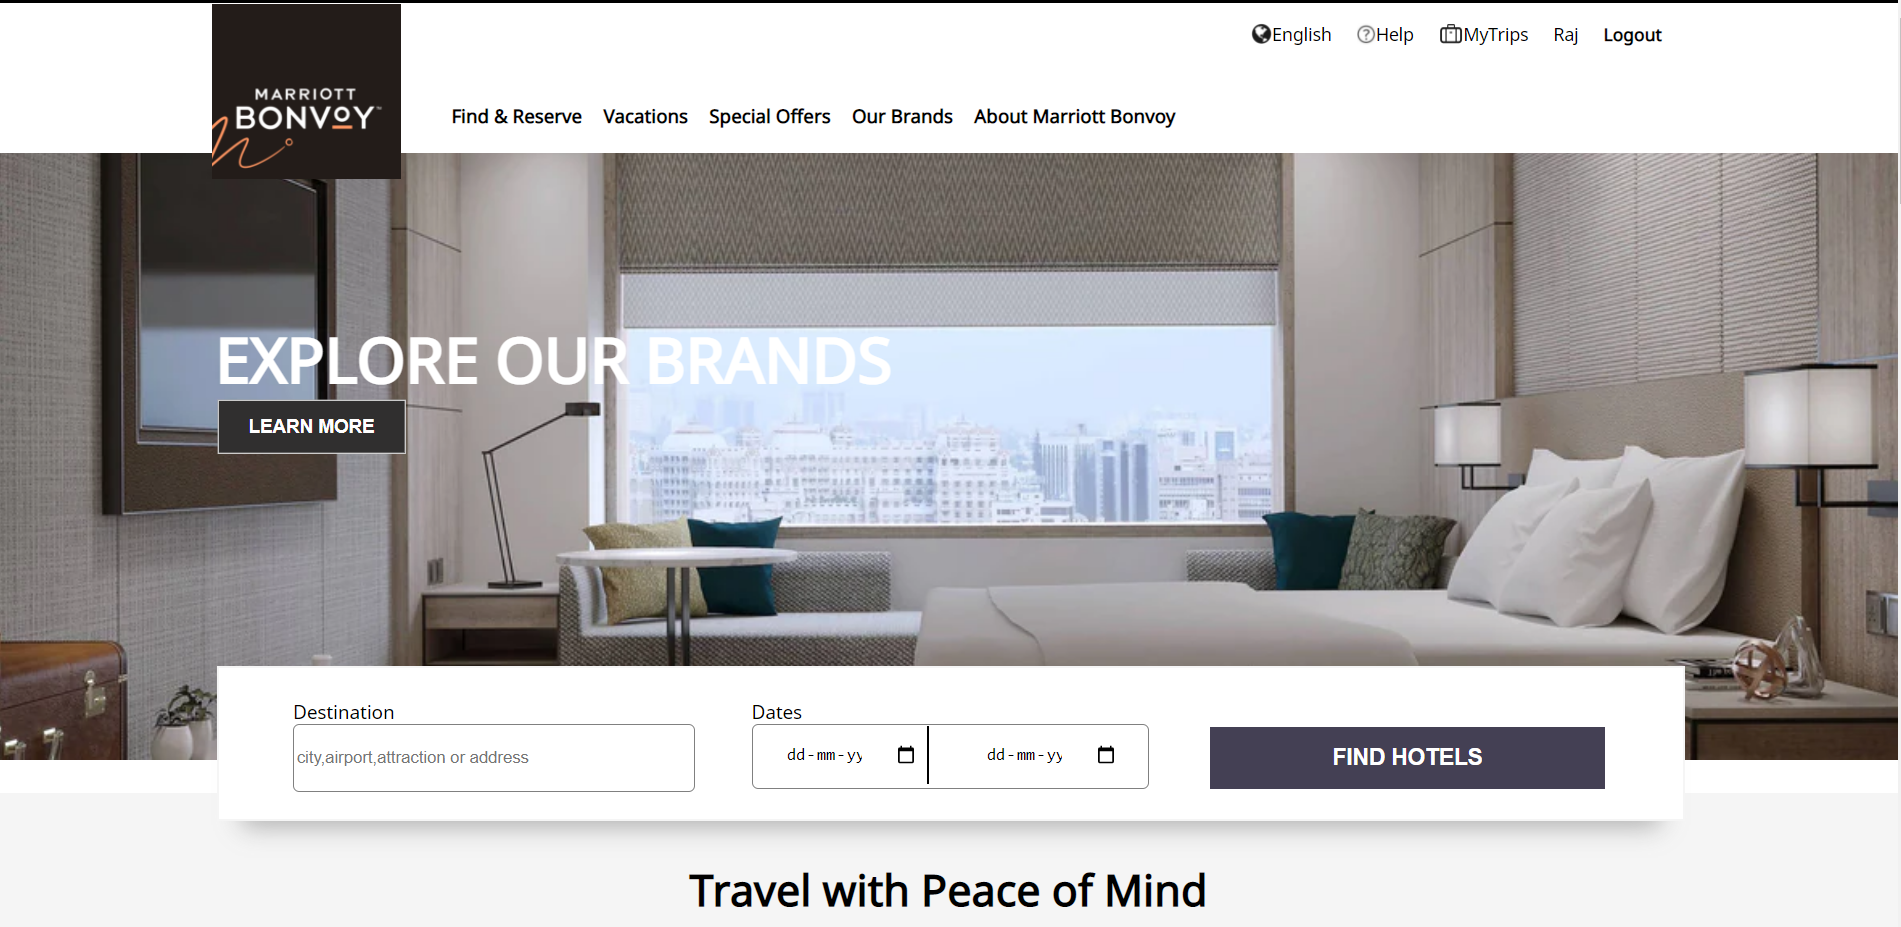 English Help MyTrips Raj Logout
MARRIOTT
BONVOY™
Find & Reserve Vacations Special Offers Our Brands About Marriott Bonvoy
EXPLORE OUR BRANDS
LEARN MORE
Destination
city,airport,attraction or address
Dates
dd-mm-yy dd-mm-yy
FIND HOTELS
Travel with Peace of Mind